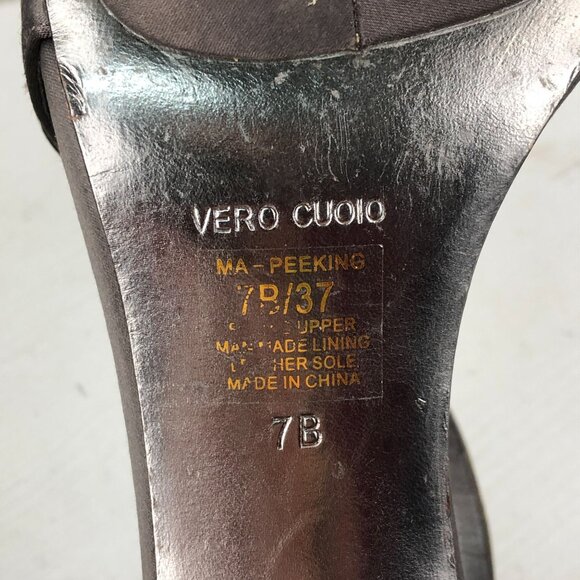 VERO CUOIO
MA-PEEKING
7B/37
UPPER
MAN MADE LINING
SOLE
MADE IN CHINA
7B